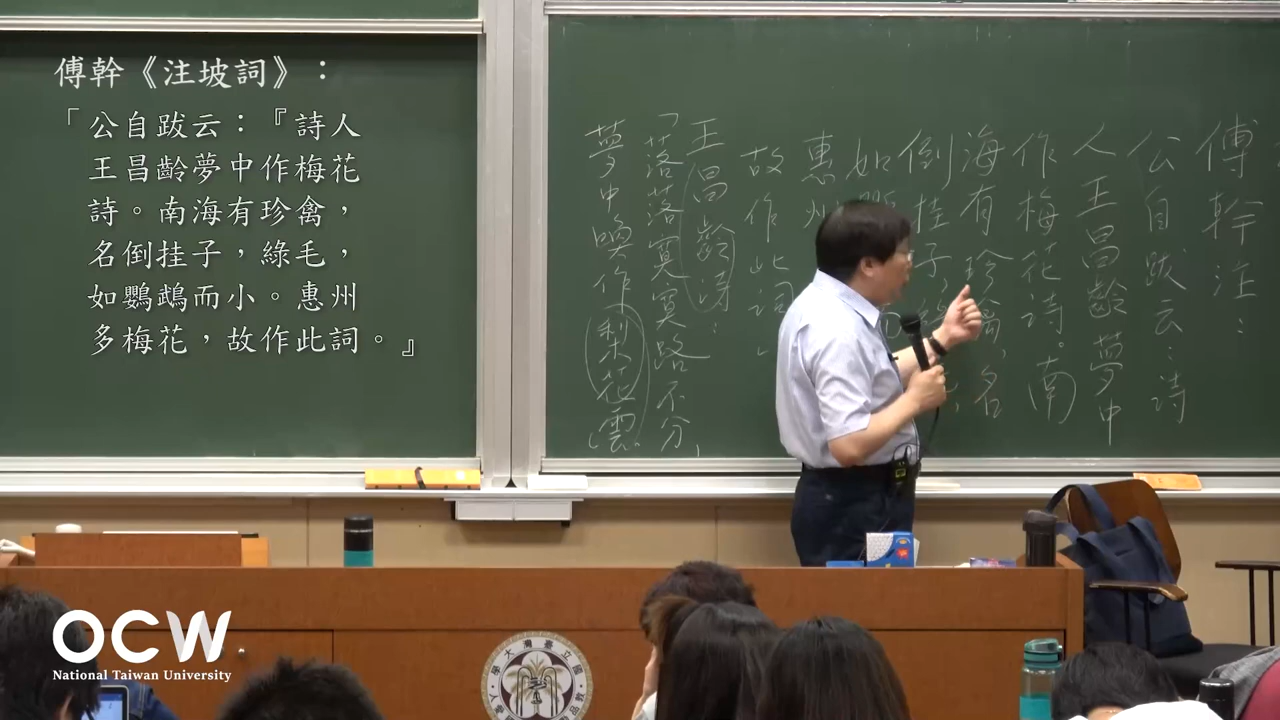 傅幹《注坡詞》：
「公自跋云：『詩人
王昌齡夢中作梅花
詩。南海有珍禽，
名倒挂子，綠毛，
如鸚鵡而小。惠州
多梅花，故作此詞。』
傅幹注：
公自跋云：詩
人王昌齡夢中
作梅花詩。南
海有珍禽，名
倒挂子，
如
惠州
故作此詞」
王昌齡詩：
「落落寞寞路不分，
夢中喚作梨花雲。
OCW
National Taiwan University